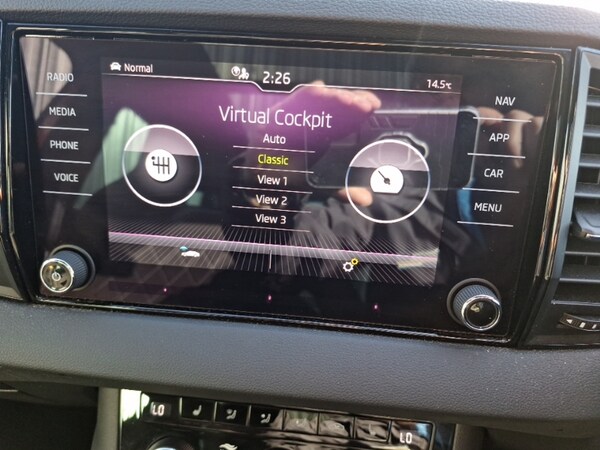 Normal
2:26
14.5°C
RADIO
MEDIA
PHONE
VOICE
Virtual Cockpit
Auto
Classic
View 1
View 2
View 3
NAV
APP
CAR
MENU
LO
LO